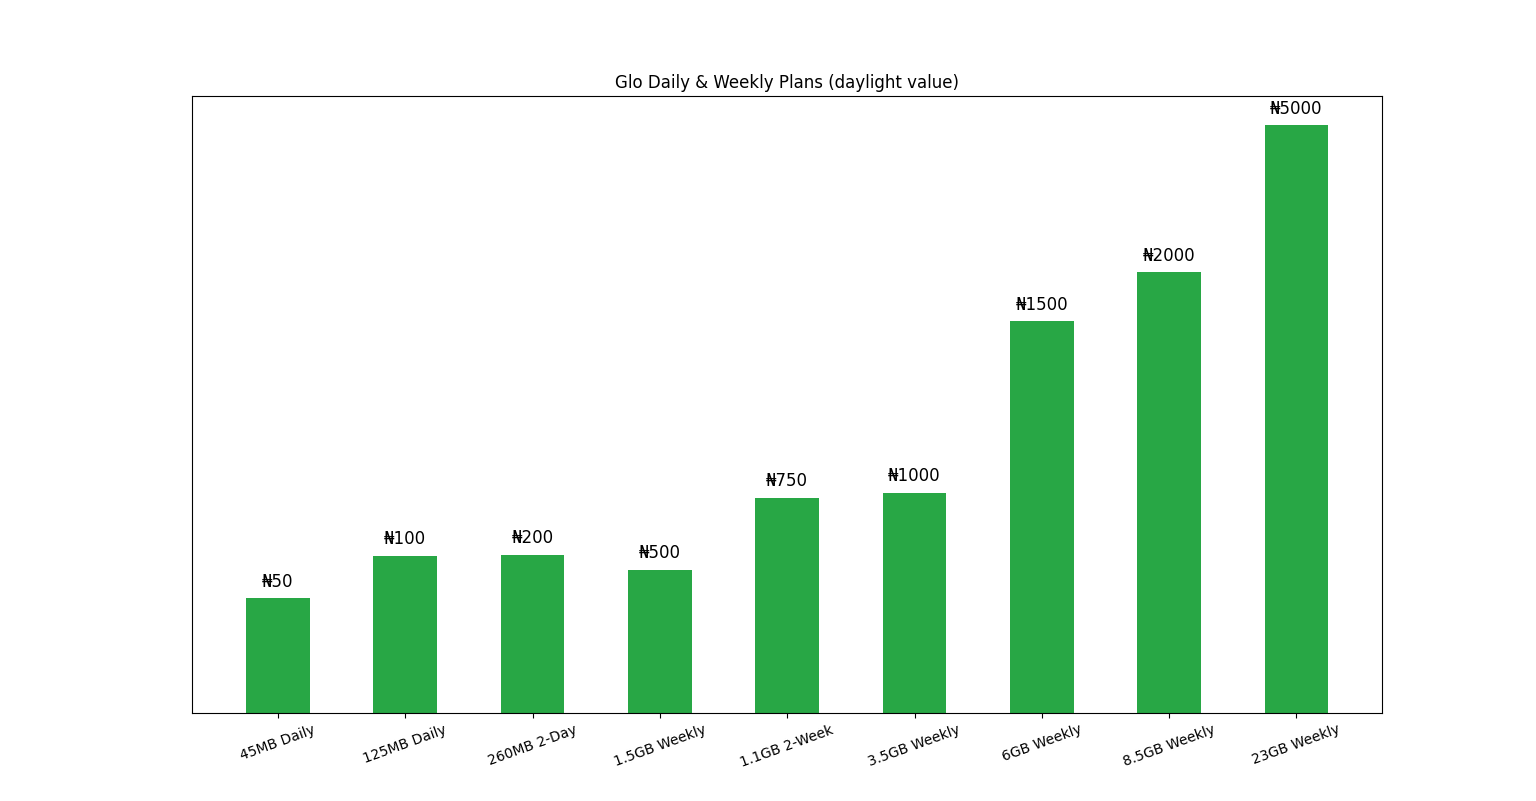 Glo Daily & Weekly Plans (daylight value)
₦5000
₦2000
₦1500
₦1000
₦750
₦500
₦200
₦100
₦50
45MB Daily
125MB Daily
260MB 2-Day
1.5GB Weekly
1.1GB 2-Week
3.5GB Weekly
6GB Weekly
8.5GB Weekly
23GB Weekly